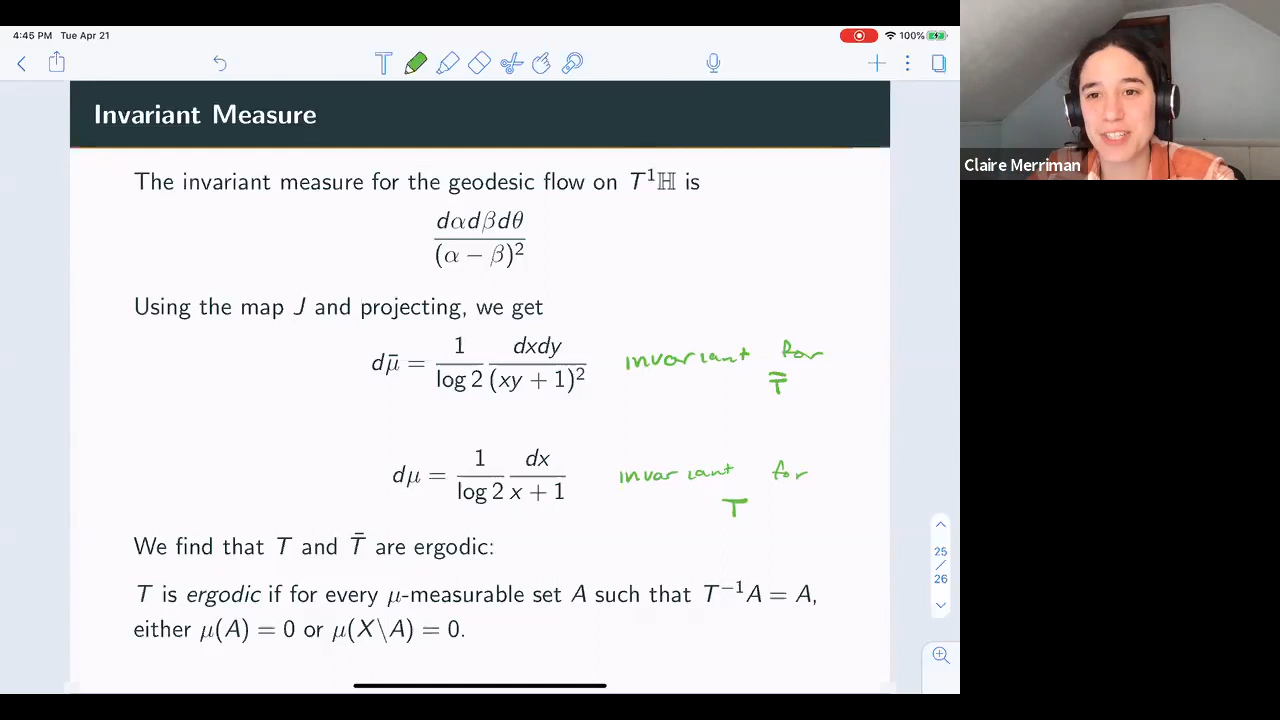 4:45 PM Tue Apr 21
100%
Invariant Measure
The invariant measure for the geodesic flow on T¹ℍ is
dαdβdθ
(α − β)²
Using the map J and projecting, we get
dμ̄ = 1/log 2 dxdy/(xy + 1)² invariant for
T̄
dμ = 1/log 2 dx/x + 1 invariant for
T
We find that T and T̄ are ergodic:
T is ergodic if for every μ-measurable set A such that T⁻¹A = A,
either μ(A) = 0 or μ(X\A) = 0.
25
/
26
Claire Merriman